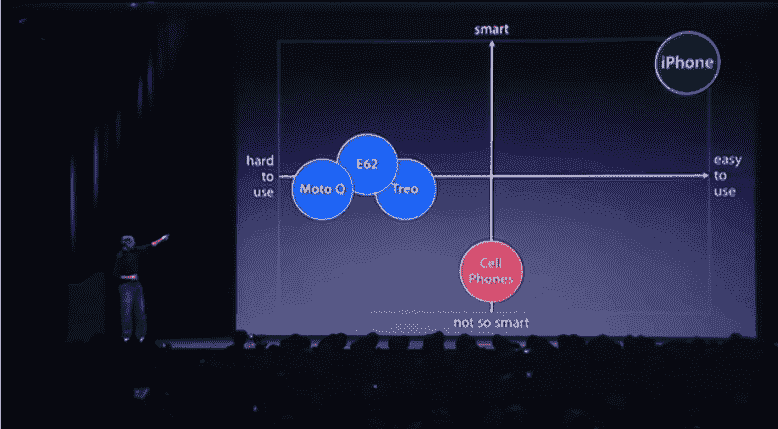 smart
iPhone
hard
to
use
easy
to
use
E62
Moto Q
Treo
Cell
Phones
not so smart